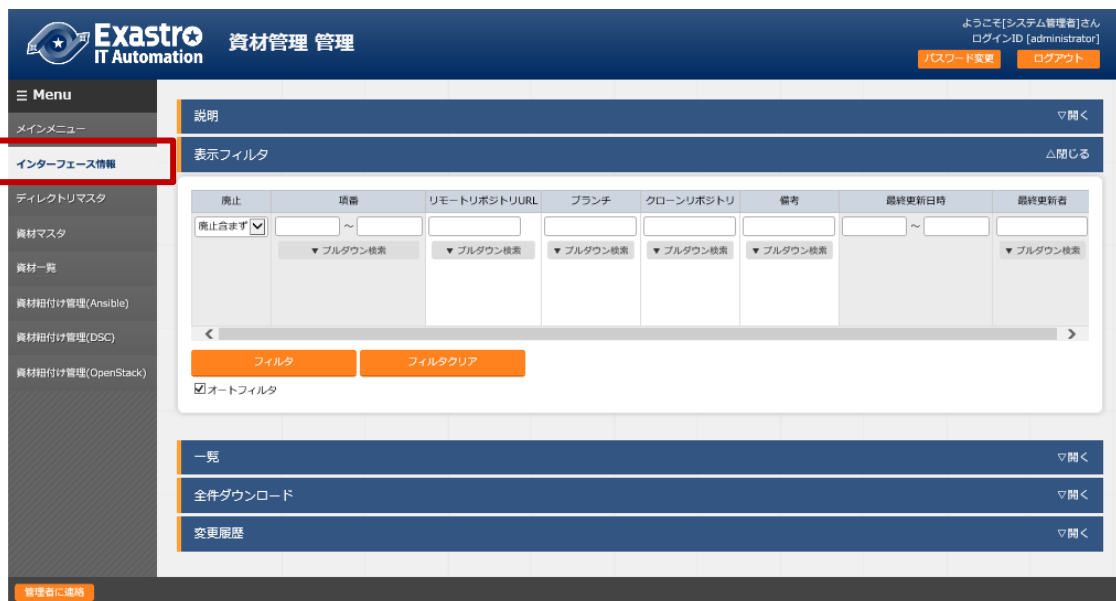 Exastro
IT Automation
資材管理 管理
ようこそ[システム管理者]さん
ログインID [administrator]
パスワード変更
ログアウト
☰ Menu
メインメニュー
インターフェース情報
ディレクトリマスタ
資材マスタ
資材一覧
資材紐付け管理(Ansible)
資材紐付け管理(DSC)
資材紐付け管理(OpenStack)
説明 ▽開く
表示フィルタ △閉じる
廃止 項番 リモートリポジトリURL ブランチ クローンリポジトリ 備考 最終更新日時 最終更新者
廃止含まず ～ ～
▼ プルダウン検索 ▼ プルダウン検索 ▼ プルダウン検索 ▼ プルダウン検索 ▼ プルダウン検索 ▼ プルダウン検索
フィルタ フィルタクリア
オートフィルタ
一覧 ▽開く
全件ダウンロード ▽開く
変更履歴 ▽開く
管理者に連絡